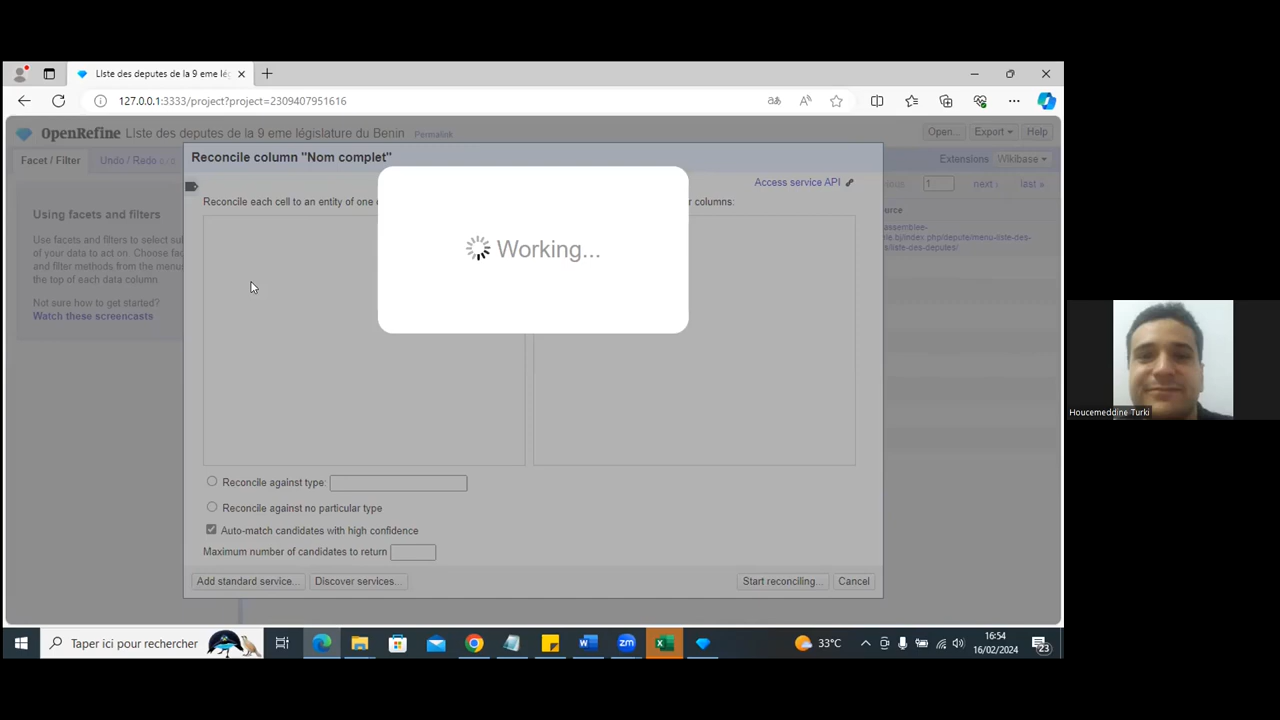 LIste des deputes de la 9 eme lé
127.0.0.1:3333/project?project=2309407951616
OpenRefine LIste des deputes de la 9 eme législature du Benin Permalink
Open... Export Help
Facet / Filter Undo / Redo 0 / 0
Extensions Wikibase
Reconcile column "Nom complet"
Access service API
1 next › last »
Reconcile each cell to an entity of one
columns:
Working...
Using facets and filters
Use facets and filters to select
of your data to act on. Choose
and filter methods from the
the top of each data column.
Not sure how to get started?
Watch these screencasts
Houcemeddine Turki
Reconcile against type:
Reconcile against no particular type
Auto-match candidates with high confidence
Maximum number of candidates to return
Add standard service... Discover services... Start reconciling... Cancel
Taper ici pour rechercher
33°C
16:54
16/02/2024
23